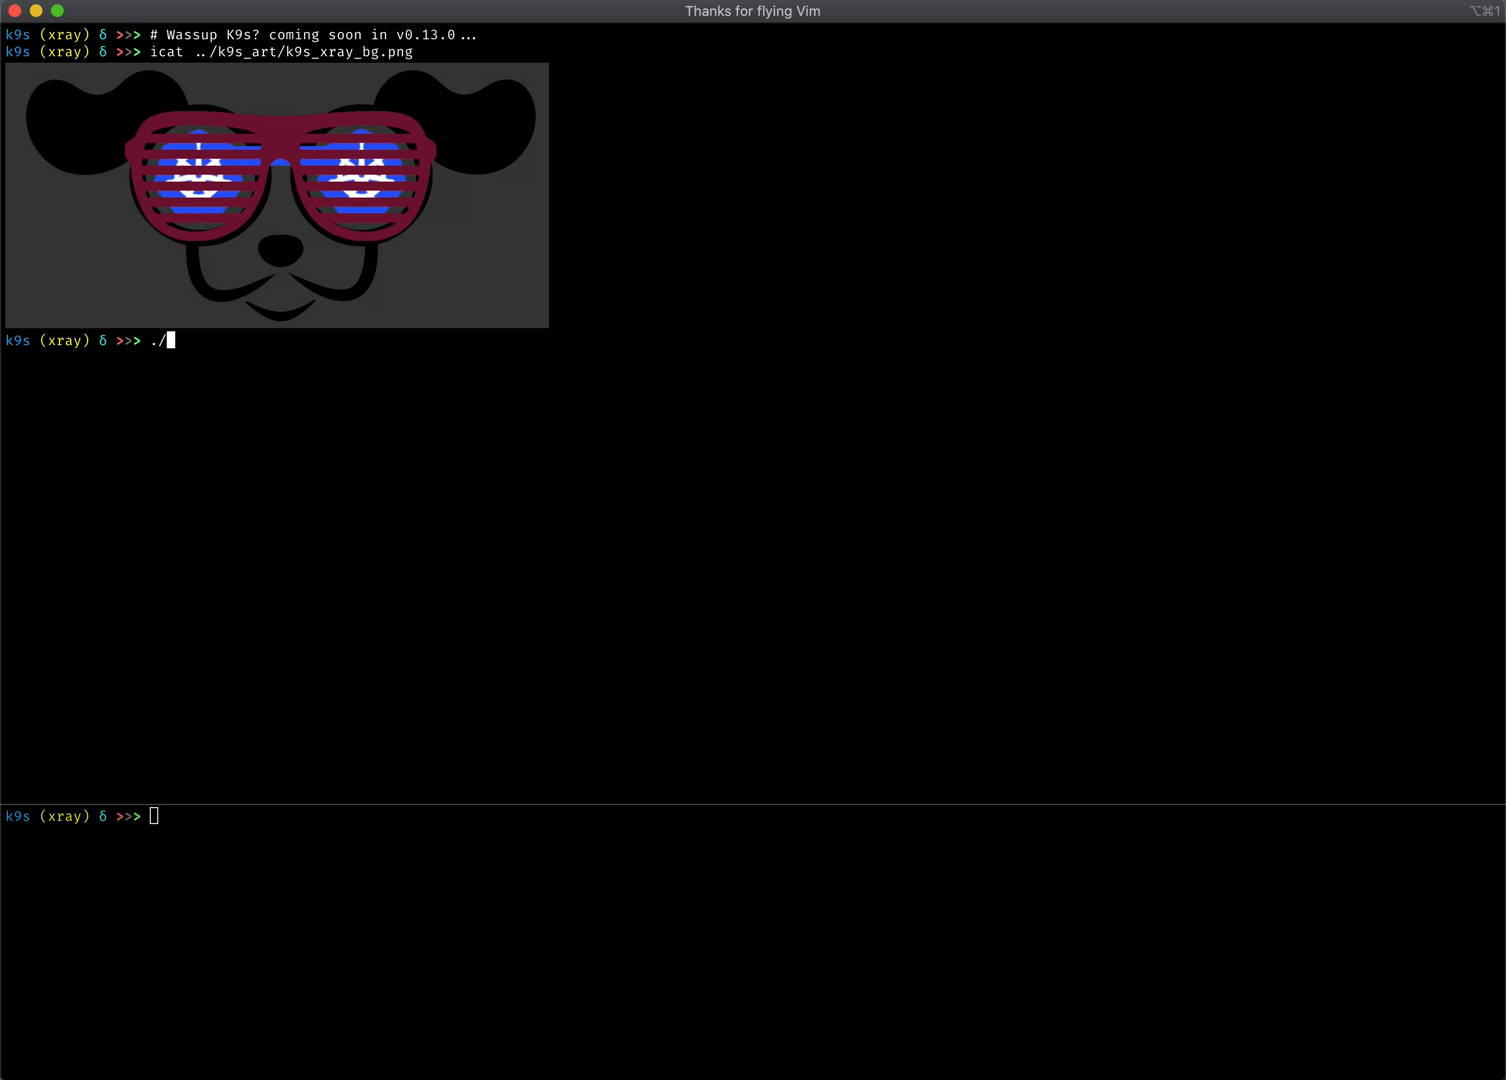 Thanks for flying Vim
⌥⌘1
k9s (xray) δ >>> # Wassup K9s? coming soon in v0.13.0...
k9s (xray) δ >>> icat ../k9s_art/k9s_xray_bg.png
k9s (xray) δ >>> ./
k9s (xray) δ >>>